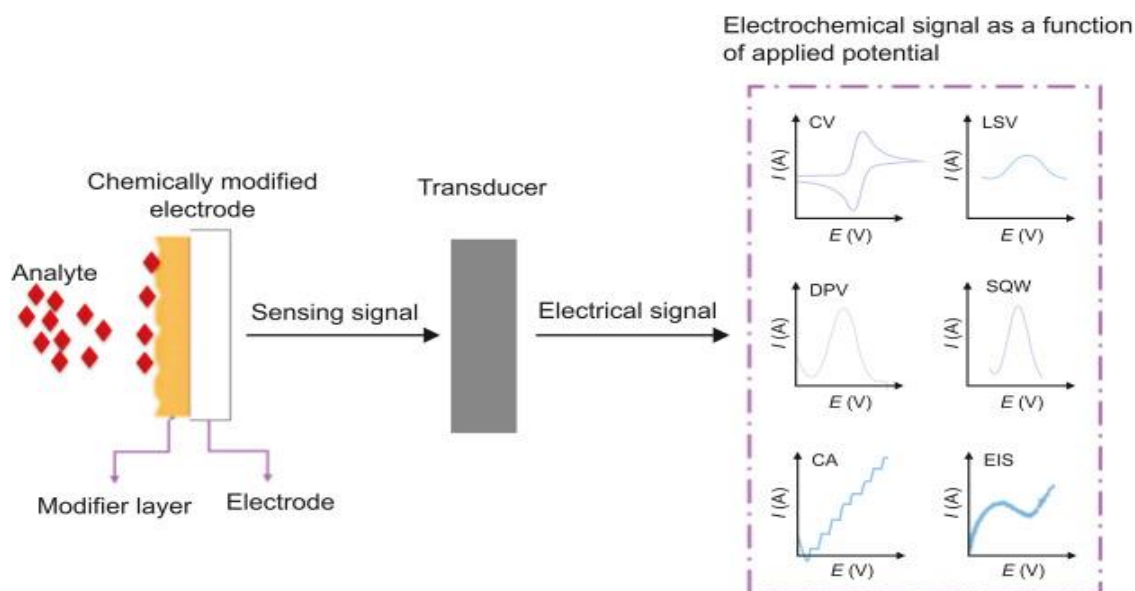 Electrochemical signal as a function
of applied potential
Chemically modified
electrode
Transducer
Analyte
Sensing signal
Electrical signal
Modifier layer
Electrode
CV
I (A)
E (V)
LSV
I (A)
E (V)
DPV
I (A)
E (V)
SQW
I (A)
E (V)
CA
I (A)
E (V)
EIS
I (A)
E (V)